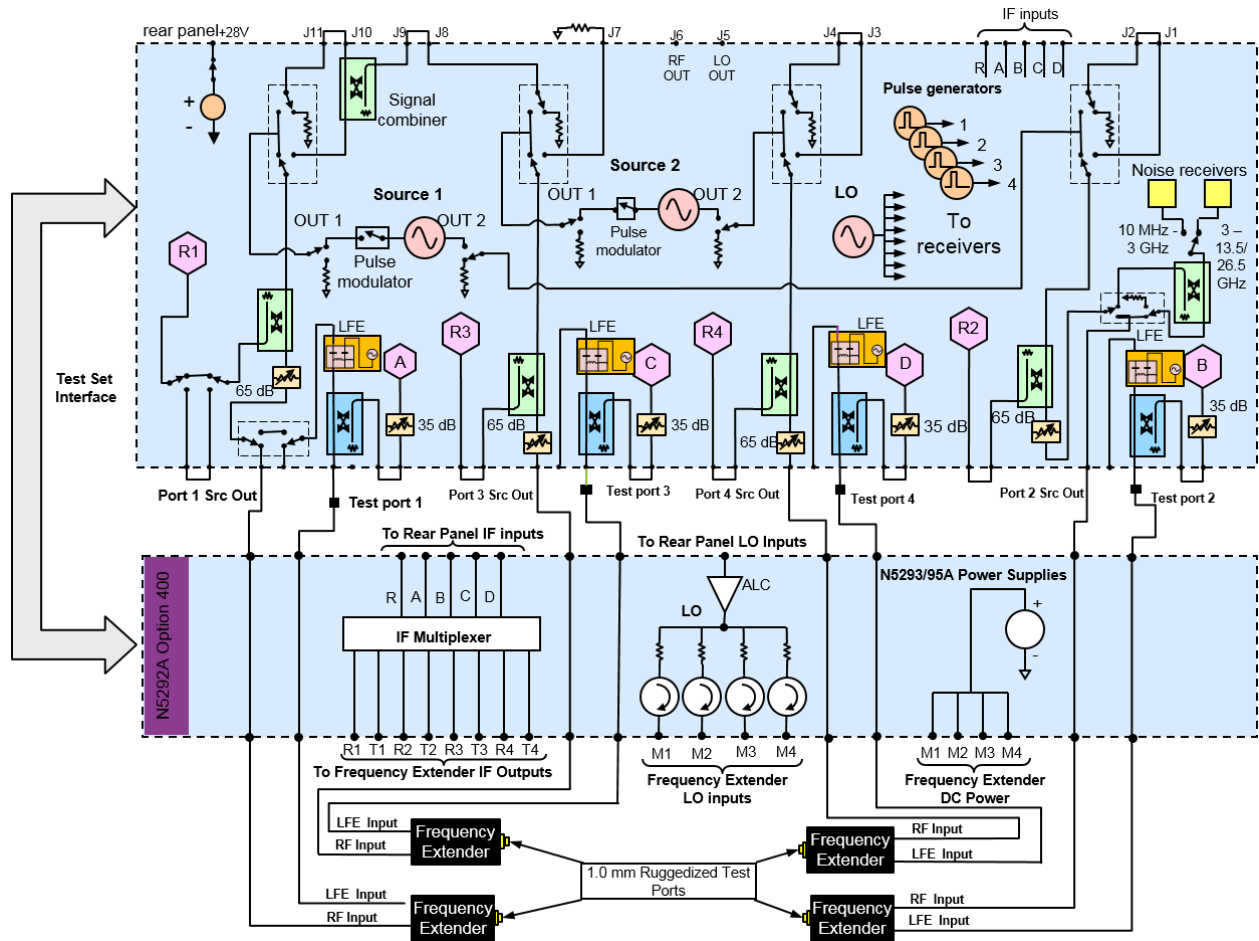 rear panel +28V
J11
J10
J9
J8
J7
J6
RF
OUT
J5
LO
OUT
J4
J3
IF inputs
R A B C D
J2
J1
Signal
combiner
+
-
Pulse generators
1
2
3
4
Source 1
OUT 1
OUT 2
Pulse
modulator
Source 2
OUT 1
OUT 2
Pulse
modulator
LO
To
receivers
Noise receivers
10 MHz -
3 GHz
3 –
13.5/
26.5
GHz
Test Set
Interface
R1
65 dB
LFE
A
35 dB
R3
65 dB
LFE
C
35 dB
R4
65 dB
LFE
D
35 dB
R2
65 dB
LFE
B
35 dB
Port 1 Src Out
Test port 1
Port 3 Src Out
Test port 3
Port 4 Src Out
Test port 4
Port 2 Src Out
Test port 2
N5292A Option 400
To Rear Panel IF inputs
R A B C D
IF Multiplexer
R1 T1 R2 T2 R3 T3 R4 T4
To Frequency Extender IF Outputs
To Rear Panel LO Inputs
ALC
LO
M1 M2 M3 M4
Frequency Extender
LO inputs
N5293/95A Power Supplies
+
-
M1 M2 M3 M4
Frequency Extender
DC Power
LFE Input
RF Input
Frequency
Extender
LFE Input
RF Input
Frequency
Extender
1.0 mm Ruggedized Test
Ports
Frequency
Extender
RF Input
LFE Input
Frequency
Extender
RF Input
LFE Input